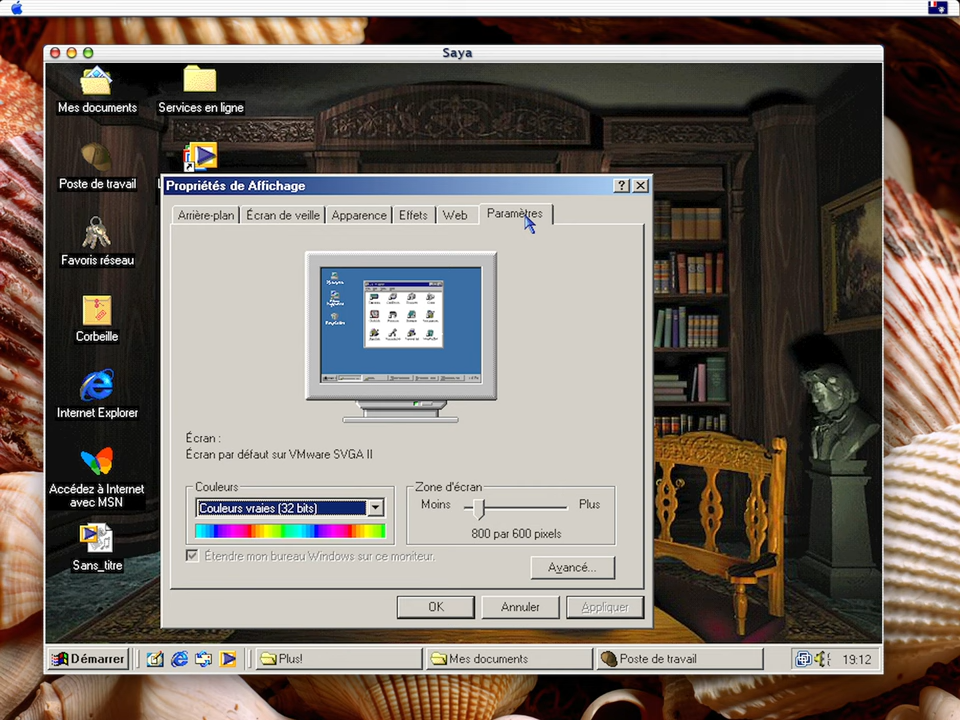 Saya
Mes documents
Services en ligne
Poste de travail
Favoris réseau
Corbeille
Internet Explorer
Accédez à Internet
avec MSN
Sans_titre
Propriétés de Affichage
Arrière-plan
Écran de veille
Apparence
Effets
Web
Paramètres
Écran :
Écran par défaut sur VMware SVGA II
Couleurs
Couleurs vraies (32 bits)
Zone d'écran
Moins
Plus
800 par 600 pixels
Étendre mon bureau Windows sur ce moniteur.
Avancé...
OK
Annuler
Appliquer
Démarrer
Plus!
Mes documents
Poste de travail
19:12